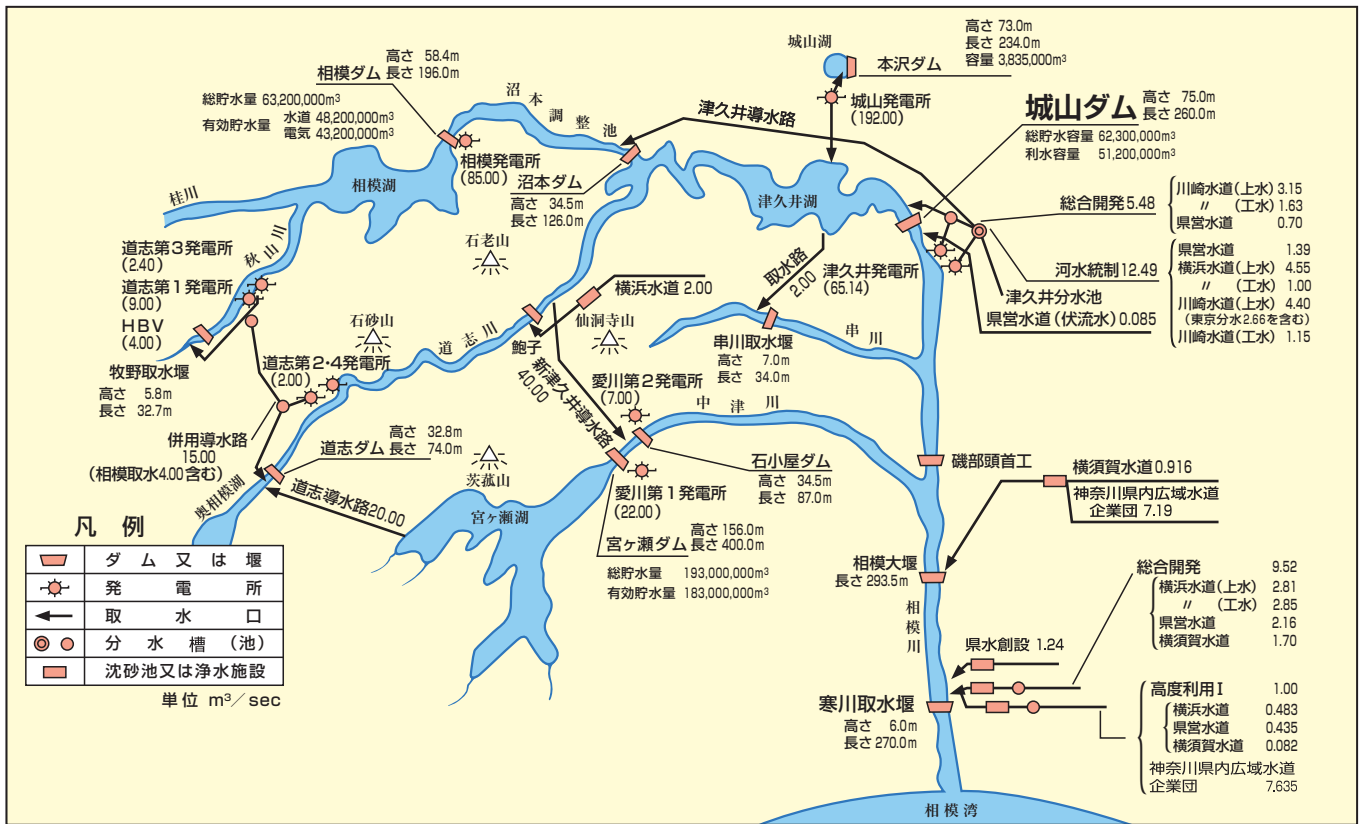 高さ 58.4m
相模ダム 長さ 196.0m
総貯水量 63,200,000m³
有効貯水量 水道 48,200,000m³
電気 43,200,000m³
相模発電所
(85.00)
沼本調整池
沼本ダム
高さ 34.5m
長さ 126.0m
津久井導水路
城山湖
本沢ダム
高さ 73.0m
長さ 234.0m
容量 3,835,000m³
城山発電所
(192.00)
城山ダム
高さ 75.0m
長さ 260.0m
総貯水容量 62,300,000m³
利水容量 51,200,000m³
総合開発5.48
川崎水道(上水) 3.15
〃 (工水) 1.63
県営水道 0.70
河水統制12.49
県営水道 1.39
横浜水道(上水) 4.55
〃 (工水) 1.00
川崎水道(上水) 4.40
(東京分水2.66を含む)
川崎水道(工水) 1.15
津久井分水池
県営水道(伏流水)0.085
桂川
相模湖
津久井湖
秋山川
道志第3発電所
(2.40)
道志第1発電所
(9.00)
HBV
(4.00)
牧野取水堰
高さ 5.8m
長さ 32.7m
石老山
石砂山
道志川
横浜水道 2.00
仙洞寺山
鮑子
取水路
2.00
津久井発電所
(65.14)
串川取水堰
高さ 7.0m
長さ 34.0m
串川
道志第2・4発電所
(2.00)
併用導水路
15.00
(相模取水4.00含む)
道志ダム
高さ 32.8m
長さ 74.0m
奥相模湖
道志導水路20.00
茨菰山
新津久井導水路
40.00
愛川第2発電所
(7.00)
中津川
石小屋ダム
高さ 34.5m
長さ 87.0m
愛川第1発電所
(22.00)
宮ヶ瀬湖
宮ヶ瀬ダム
高さ 156.0m
長さ 400.0m
総貯水量 193,000,000m³
有効貯水量 183,000,000m³
磯部頭首工
横須賀水道0.916
神奈川県内広域水道
企業団 7.19
相模大堰
長さ 293.5m
相模川
総合開発 9.52
横浜水道(上水) 2.81
〃 (工水) 2.85
県営水道 2.16
横須賀水道 1.70
県水創設 1.24
寒川取水堰
高さ 6.0m
長さ 270.0m
高度利用Ⅰ 1.00
横浜水道 0.483
県営水道 0.435
横須賀水道 0.082
神奈川県内広域水道
企業団 7.635
相模湾
凡例
ダム又は堰
発電所
取水口
分水槽(池)
沈砂池又は浄水施設
単位 m³/sec